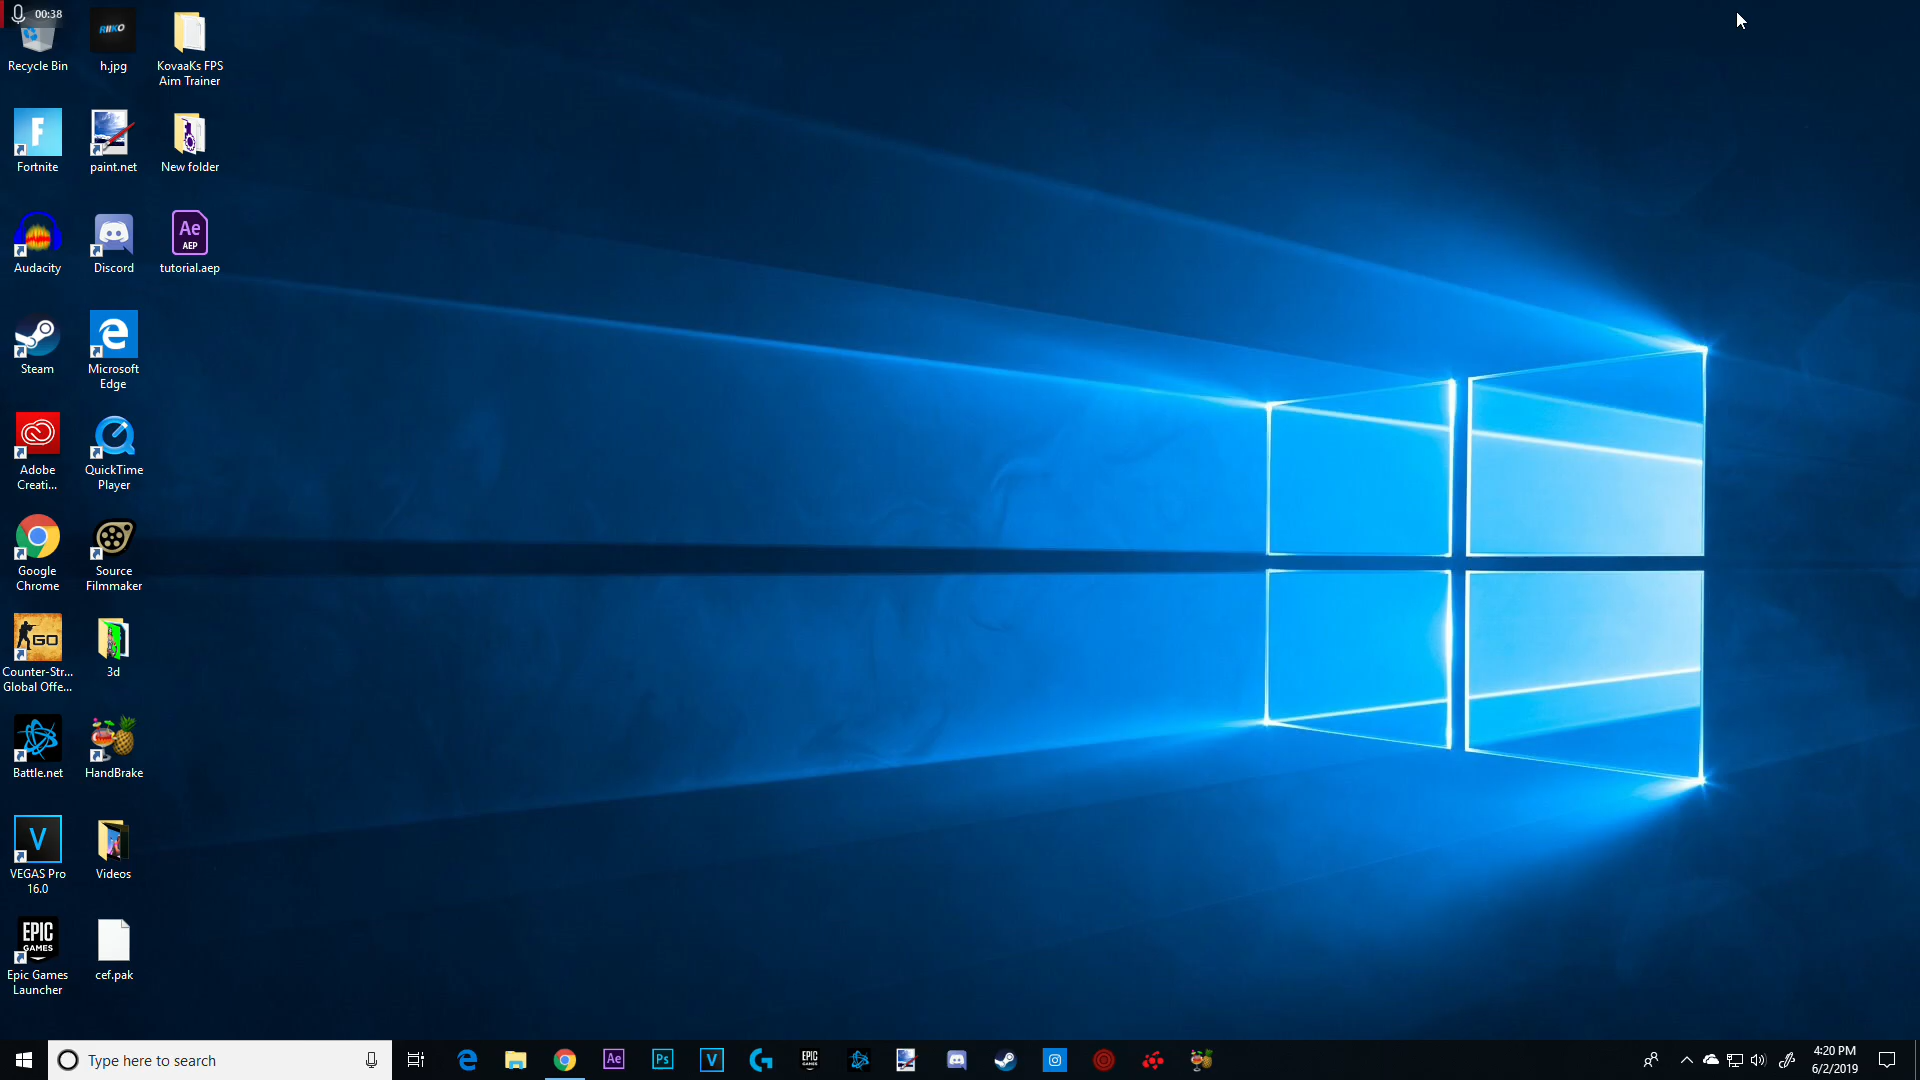 00:38
Recycle Bin
RIIKO
h.jpg
KovaaKs FPS
Aim Trainer
F
Fortnite
paint.net
New folder
Audacity
Discord
Ae
AEP
tutorial.aep
Steam
Microsoft
Edge
Adobe
Creati...
QuickTime
Player
Google
Chrome
Source
Filmmaker
GO
Counter-Str...
Global Offe...
3d
Battle.net
HandBrake
V
VEGAS Pro
16.0
Videos
EPIC
GAMES
Epic Games
Launcher
cef.pak
Type here to search
Ae
Ps
V
EPIC
GAMES
4:20 PM
6/2/2019